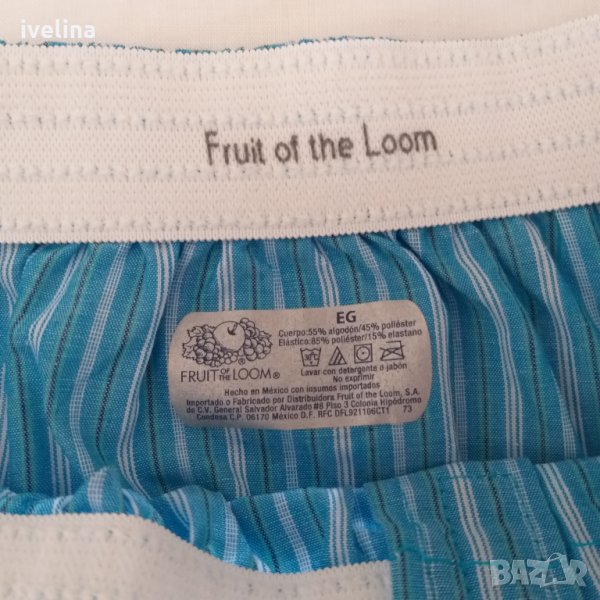 ivelina
Fruit of the Loom
EG
Cuerpo:55% algodón/45% poliéster
Elástico:85% poliéster/15% elastano
FRUIT OF THE LOOM®
Lavar con detergente o jabón
No exprimir
Hecho en México con insumos importados
Importado o Fabricado por Distribuidora Fruit of the Loom, S.A.
de C.V. General Salvador Alvarado #8 Piso 3 Colonia Hipódromo
Condesa C.P. 06170 México D.F. RFC DFL921106CT1 73
BAZAR